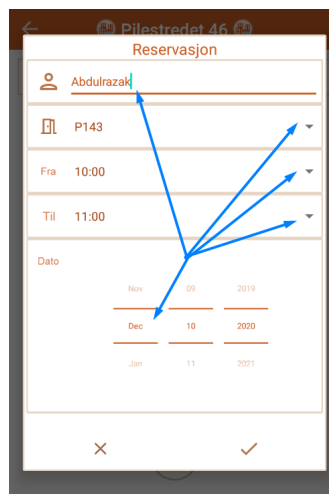 Pilestredet 46
Reservasjon
Abdulrazak
P143
Fra 10:00
Til 11:00
Dato
Nov 09 2019
Dec 10 2020
Jan 11 2021